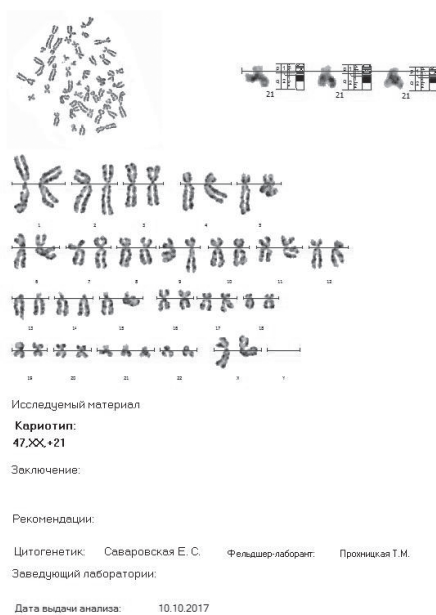 21 21 21
1 2 3 4 5
6 7 8 9 10 11 12
13 14 15 16 17 18
19 20 21 22 X Y
Исследуемый материал
Кариотип:
47,XX,+21
Заключение:
Рекомендации:
Цитогенетик: Саваровская Е. С. Фельдшер-лаборант: Прохницкая Т.М.
Заведующий лаборатории:
Дата выдачи анализа: 10.10.2017